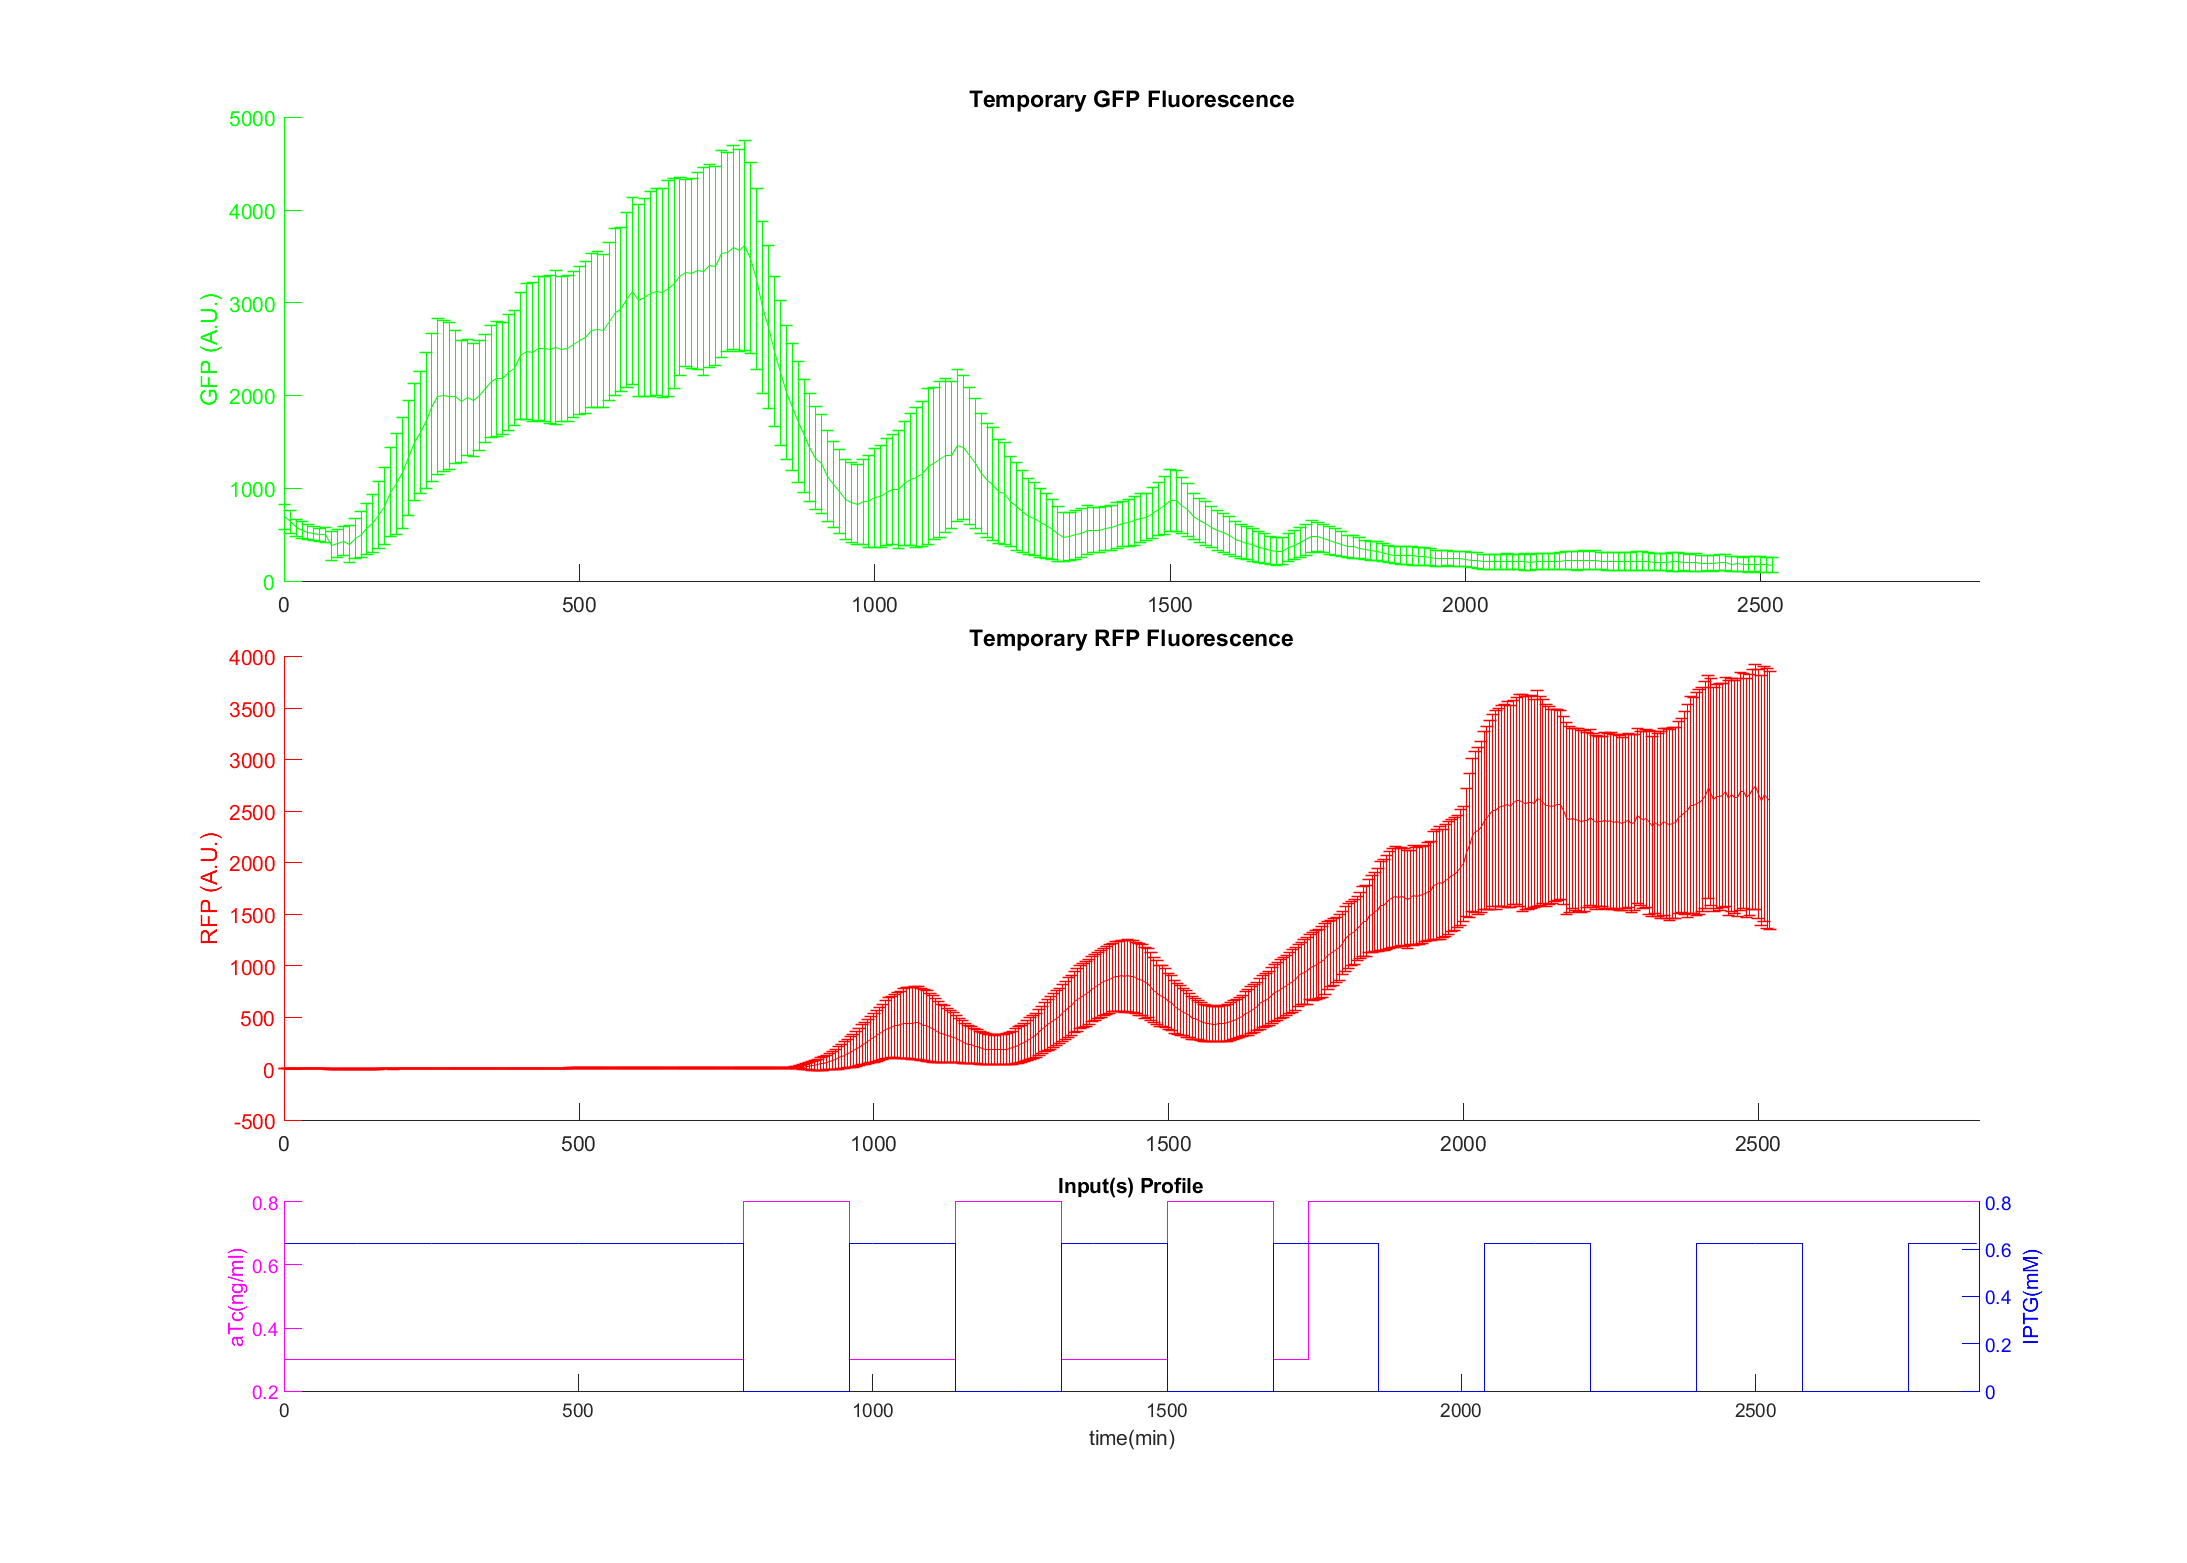 Temporary GFP Fluorescence
5000
4000
3000
2000
1000
0
GFP (A.U.)
0 500 1000 1500 2000 2500
Temporary RFP Fluorescence
4000
3500
3000
2500
2000
1500
1000
500
0
-500
RFP (A.U.)
0 500 1000 1500 2000 2500
Input(s) Profile
0.8
0.6
0.4
0.2
aTc(ng/ml)
0.8
0.6
0.4
0.2
0
IPTG(mM)
0 500 1000 1500 2000 2500
time(min)